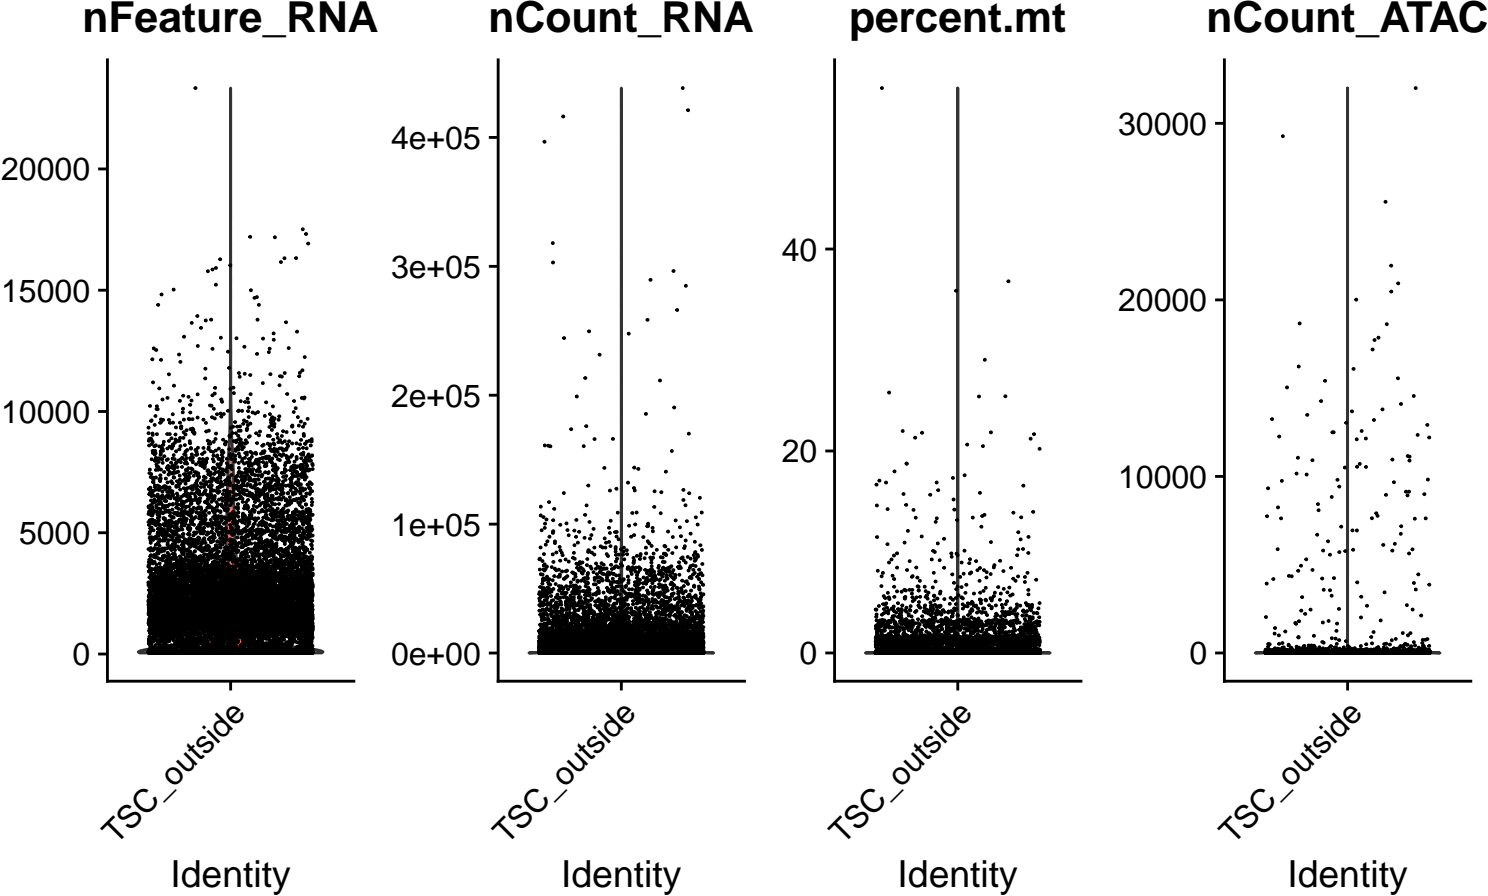 nFeature_RNA
20000
15000
10000
5000
0
TSC_outside
Identity
nCount_RNA
4e+05
3e+05
2e+05
1e+05
0e+00
TSC_outside
Identity
percent.mt
40
20
0
TSC_outside
Identity
nCount_ATAC
30000
20000
10000
0
TSC_outside
Identity